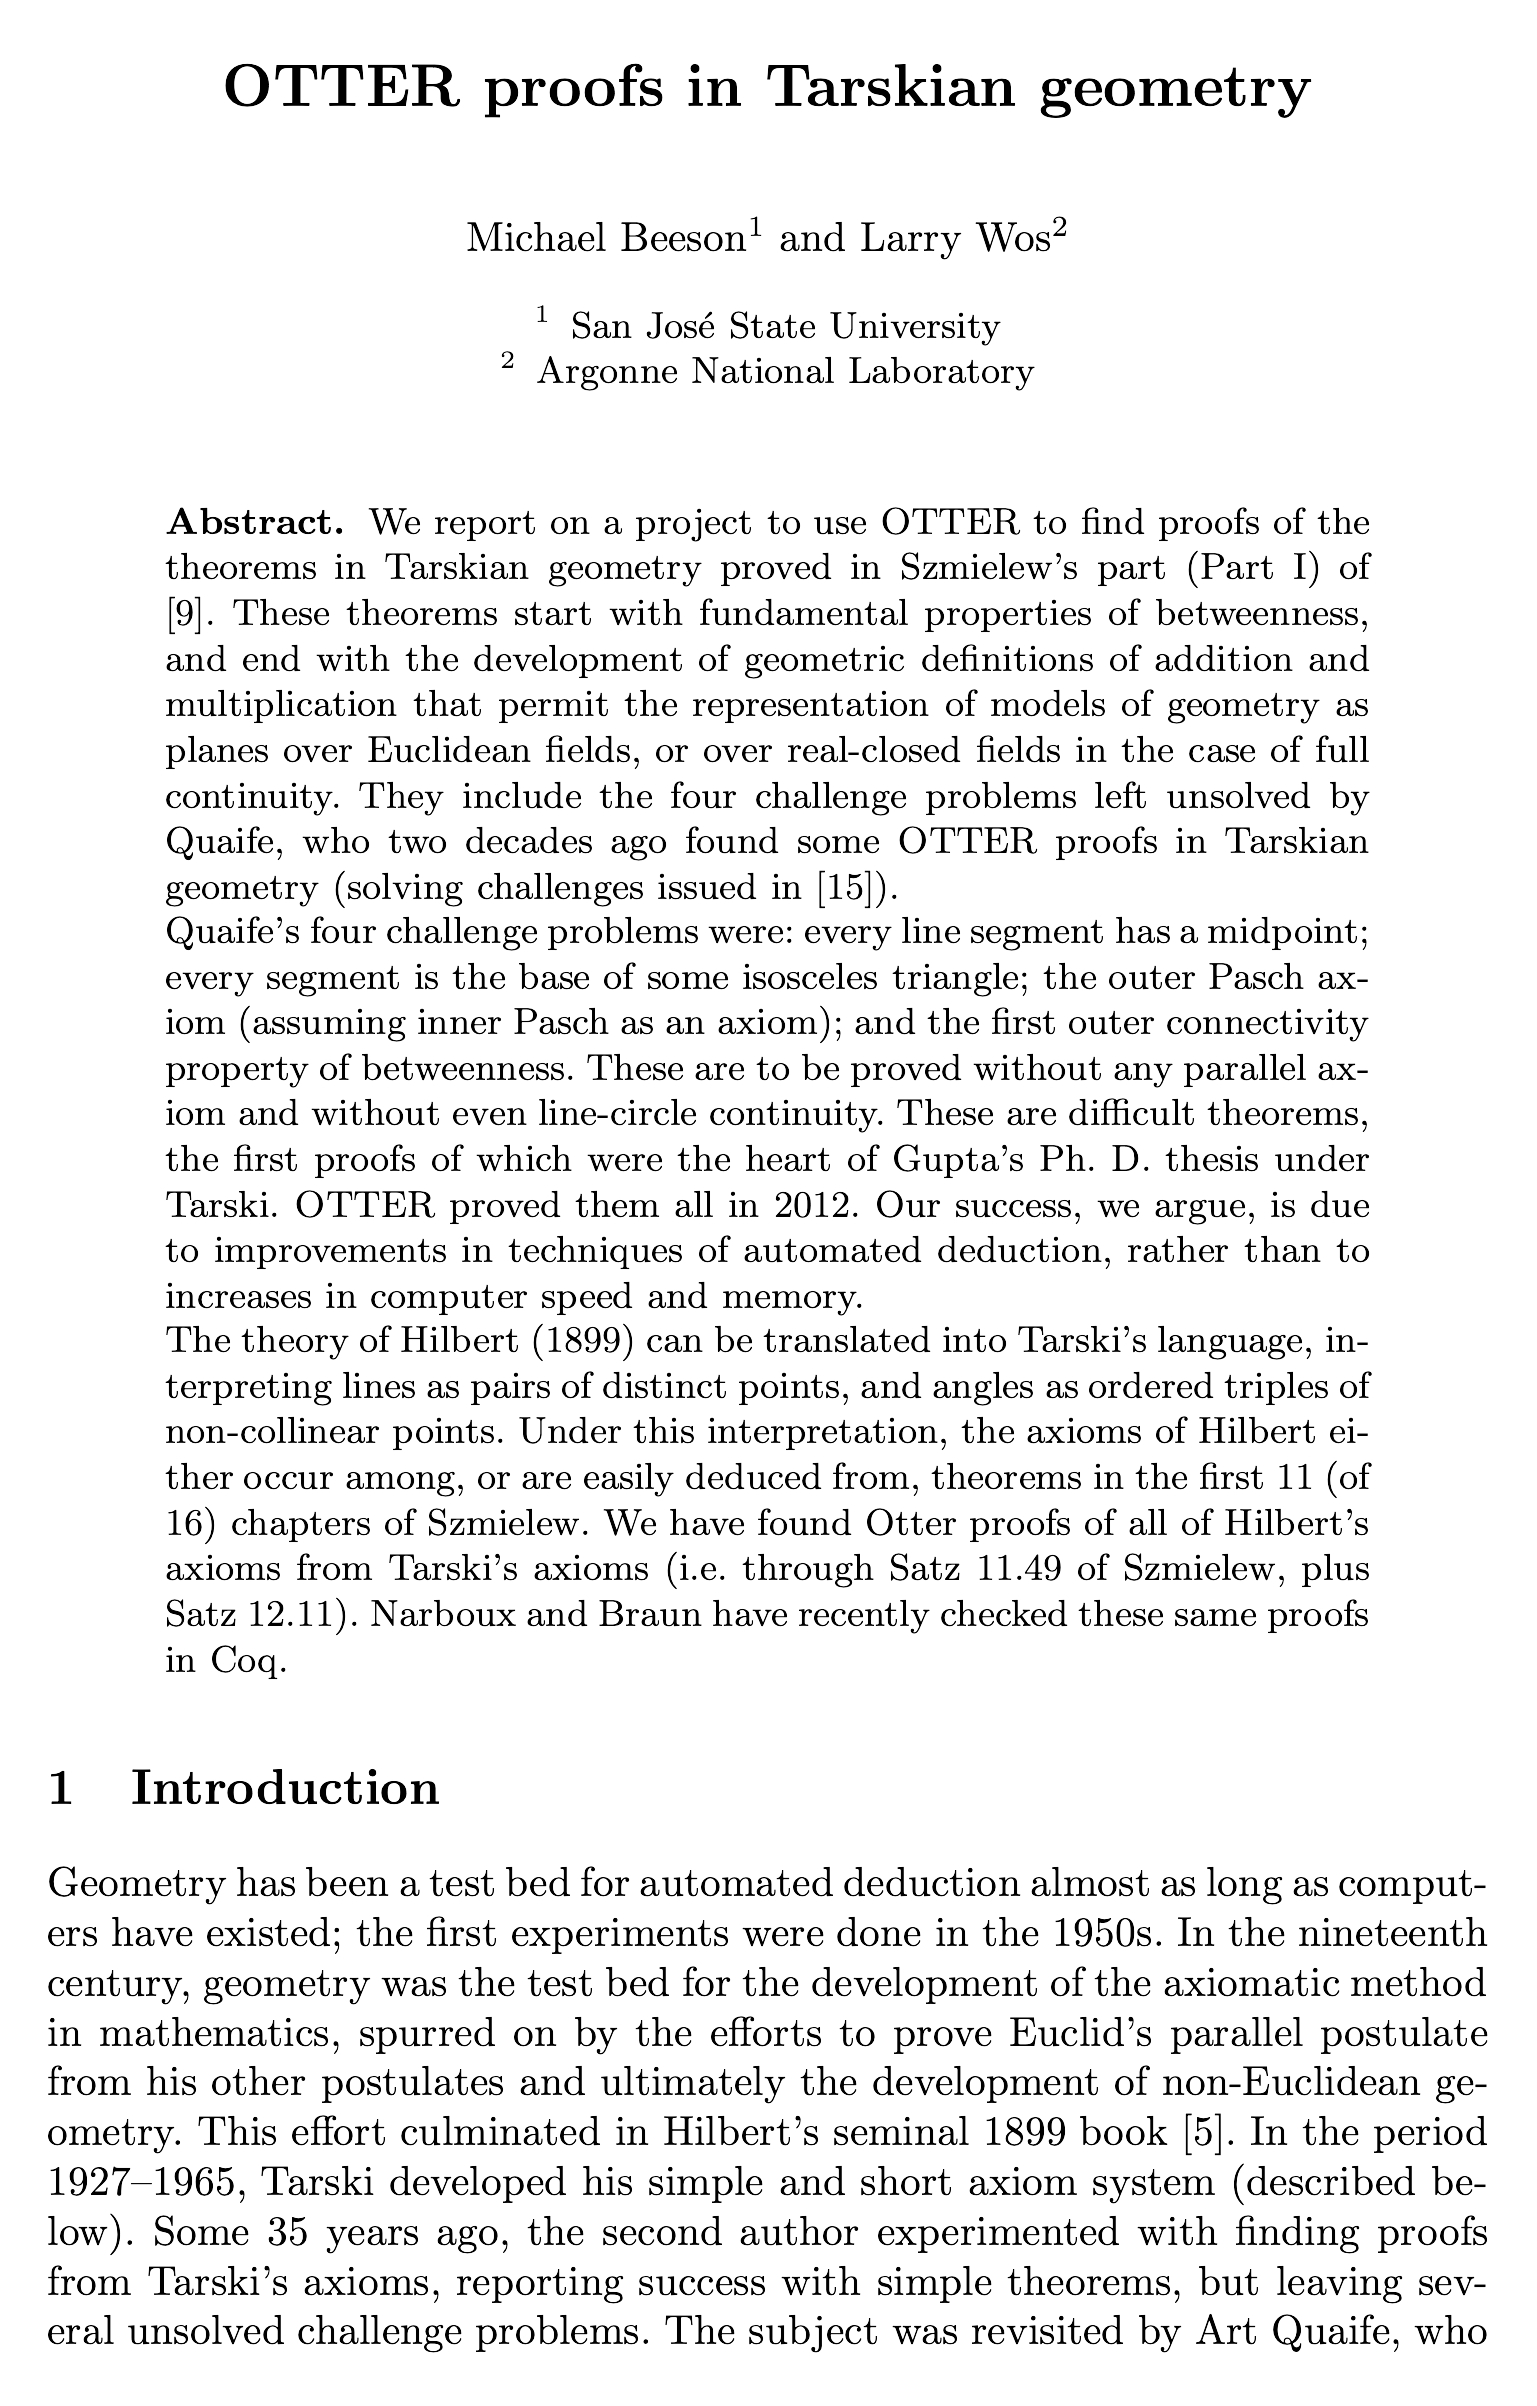 OTTER proofs in Tarskian geometry
Michael Beeson¹ and Larry Wos²
¹ San José State University
² Argonne National Laboratory
Abstract. We report on a project to use OTTER to find proofs of the
theorems in Tarskian geometry proved in Szmielew's part (Part I) of
[9]. These theorems start with fundamental properties of betweenness,
and end with the development of geometric definitions of addition and
multiplication that permit the representation of models of geometry as
planes over Euclidean fields, or over real-closed fields in the case of full
continuity. They include the four challenge problems left unsolved by
Quaife, who two decades ago found some OTTER proofs in Tarskian
geometry (solving challenges issued in [15]).
Quaife's four challenge problems were: every line segment has a midpoint;
every segment is the base of some isosceles triangle; the outer Pasch ax-
iom (assuming inner Pasch as an axiom); and the first outer connectivity
property of betweenness. These are to be proved without any parallel ax-
iom and without even line-circle continuity. These are difficult theorems,
the first proofs of which were the heart of Gupta's Ph. D. thesis under
Tarski. OTTER proved them all in 2012. Our success, we argue, is due
to improvements in techniques of automated deduction, rather than to
increases in computer speed and memory.
The theory of Hilbert (1899) can be translated into Tarski's language, in-
terpreting lines as pairs of distinct points, and angles as ordered triples of
non-collinear points. Under this interpretation, the axioms of Hilbert ei-
ther occur among, or are easily deduced from, theorems in the first 11 (of
16) chapters of Szmielew. We have found Otter proofs of all of Hilbert's
axioms from Tarski's axioms (i.e. through Satz 11.49 of Szmielew, plus
Satz 12.11). Narboux and Braun have recently checked these same proofs
in Coq.
1 Introduction
Geometry has been a test bed for automated deduction almost as long as comput-
ers have existed; the first experiments were done in the 1950s. In the nineteenth
century, geometry was the test bed for the development of the axiomatic method
in mathematics, spurred on by the efforts to prove Euclid's parallel postulate
from his other postulates and ultimately the development of non-Euclidean ge-
ometry. This effort culminated in Hilbert's seminal 1899 book [5]. In the period
1927–1965, Tarski developed his simple and short axiom system (described be-
low). Some 35 years ago, the second author experimented with finding proofs
from Tarski's axioms, reporting success with simple theorems, but leaving sev-
eral unsolved challenge problems. The subject was revisited by Art Quaife, who